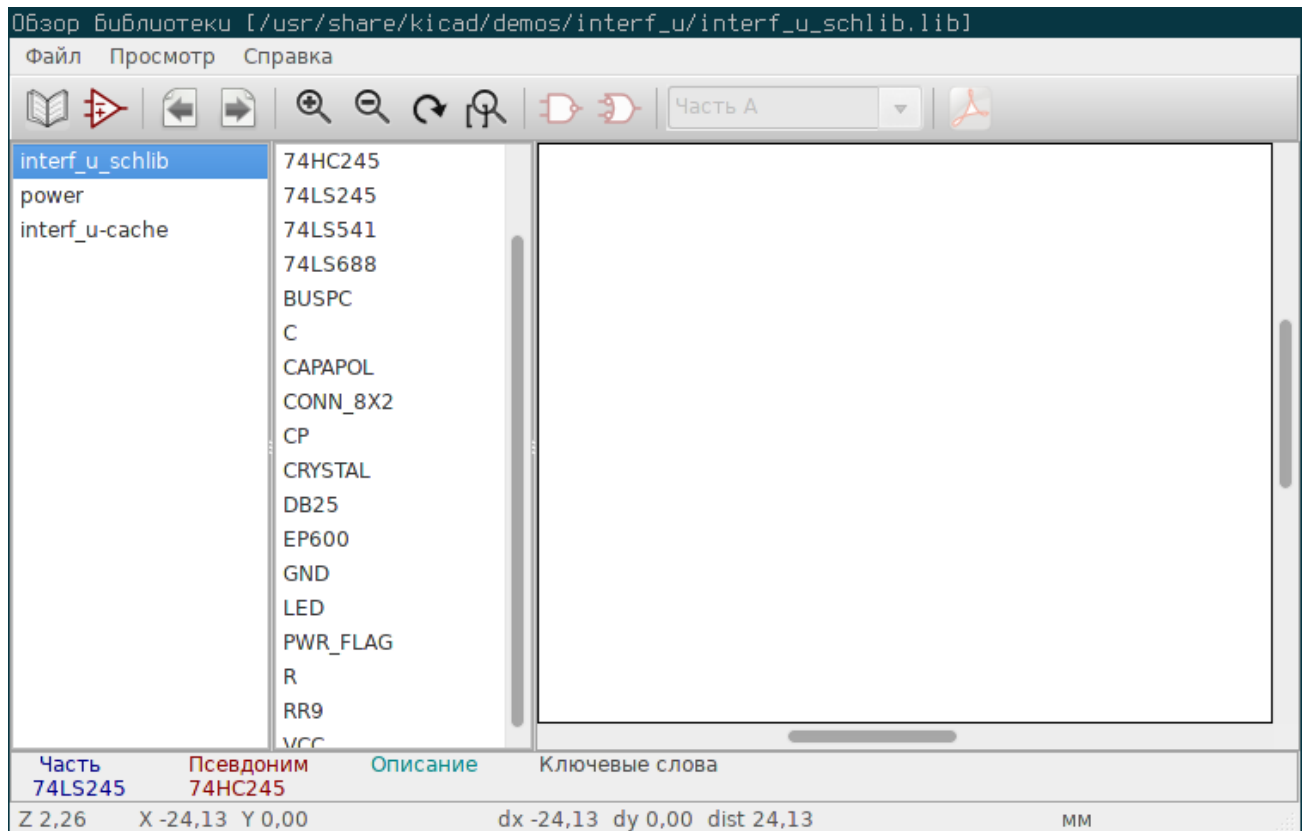 Обзор библиотеки [/usr/share/kicad/demos/interf_u/interf_u_schlib.lib]
Файл Просмотр Справка
Часть A
interf_u_schlib
power
interf_u-cache
74HC245
74LS245
74LS541
74LS688
BUSPC
C
CAPAPOL
CONN_8X2
CP
CRYSTAL
DB25
EP600
GND
LED
PWR_FLAG
R
RR9
VCC
Часть Псевдоним Описание Ключевые слова
74LS245 74HC245
Z 2,26 X -24,13 Y 0,00 dx -24,13 dy 0,00 dist 24,13 мм